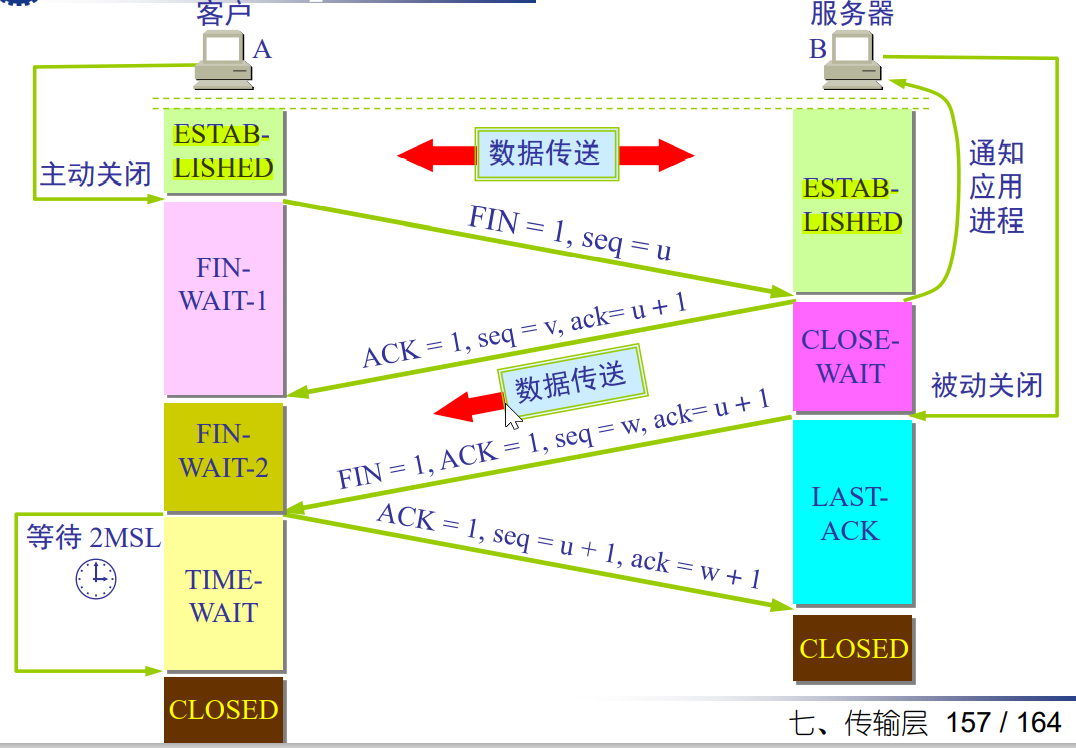 客户
A
服务器
B
ESTAB-
LISHED
数据传送
ESTAB-
LISHED
通知
应用
进程
主动关闭
FIN = 1, seq = u
FIN-
WAIT-1
ACK = 1, seq = v, ack= u + 1
CLOSE-
WAIT
数据传送
被动关闭
FIN-
WAIT-2
FIN = 1, ACK = 1, seq = w, ack= u + 1
LAST-
ACK
ACK = 1, seq = u + 1, ack = w + 1
等待 2MSL
TIME-
WAIT
CLOSED
CLOSED
七、传输层 157 / 164